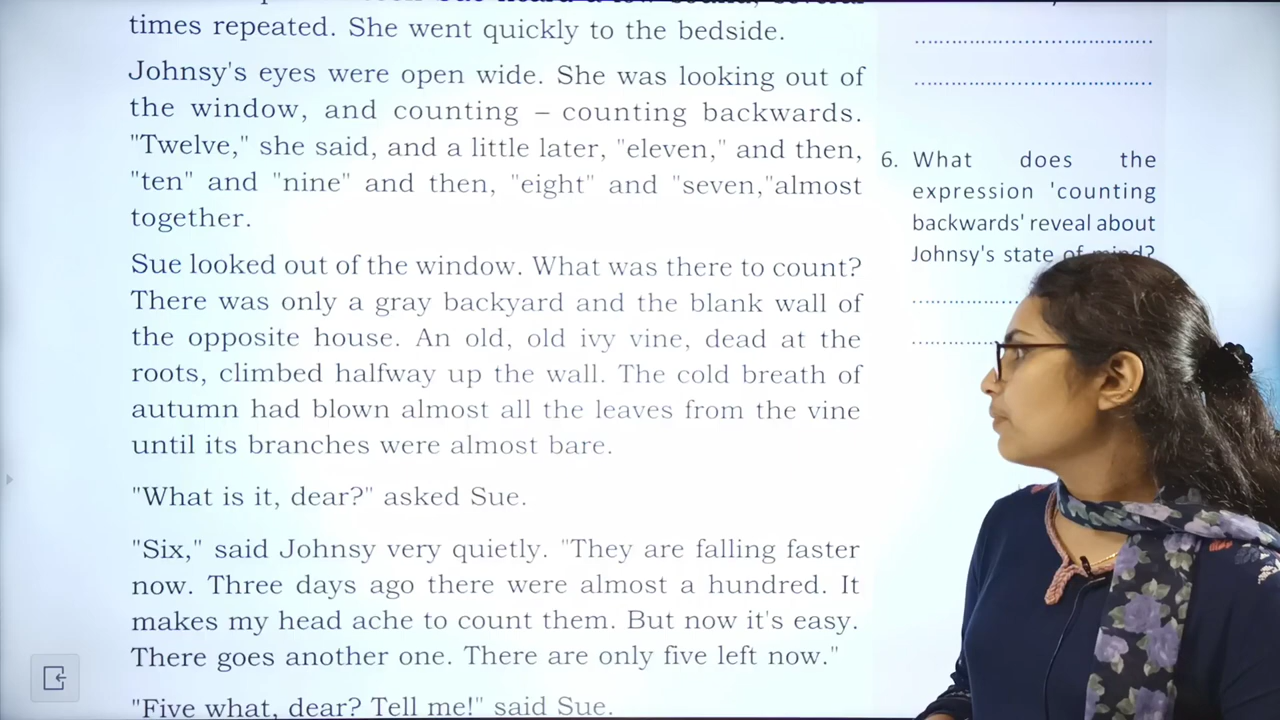 times repeated. She went quickly to the bedside.
Johnsy's eyes were open wide. She was looking out of
the window, and counting – counting backwards.
"Twelve," she said, and a little later, "eleven," and then,
"ten" and "nine" and then, "eight" and "seven,"almost
together.
Sue looked out of the window. What was there to count?
There was only a gray backyard and the blank wall of
the opposite house. An old, old ivy vine, dead at the
roots, climbed halfway up the wall. The cold breath of
autumn had blown almost all the leaves from the vine
until its branches were almost bare.
"What is it, dear?" asked Sue.
"Six," said Johnsy very quietly. "They are falling faster
now. Three days ago there were almost a hundred. It
makes my head ache to count them. But now it's easy.
There goes another one. There are only five left now."
"Five what, dear? Tell me!" said Sue.
6. What does the
expression 'counting
backwards' reveal about
Johnsy's state of mind?